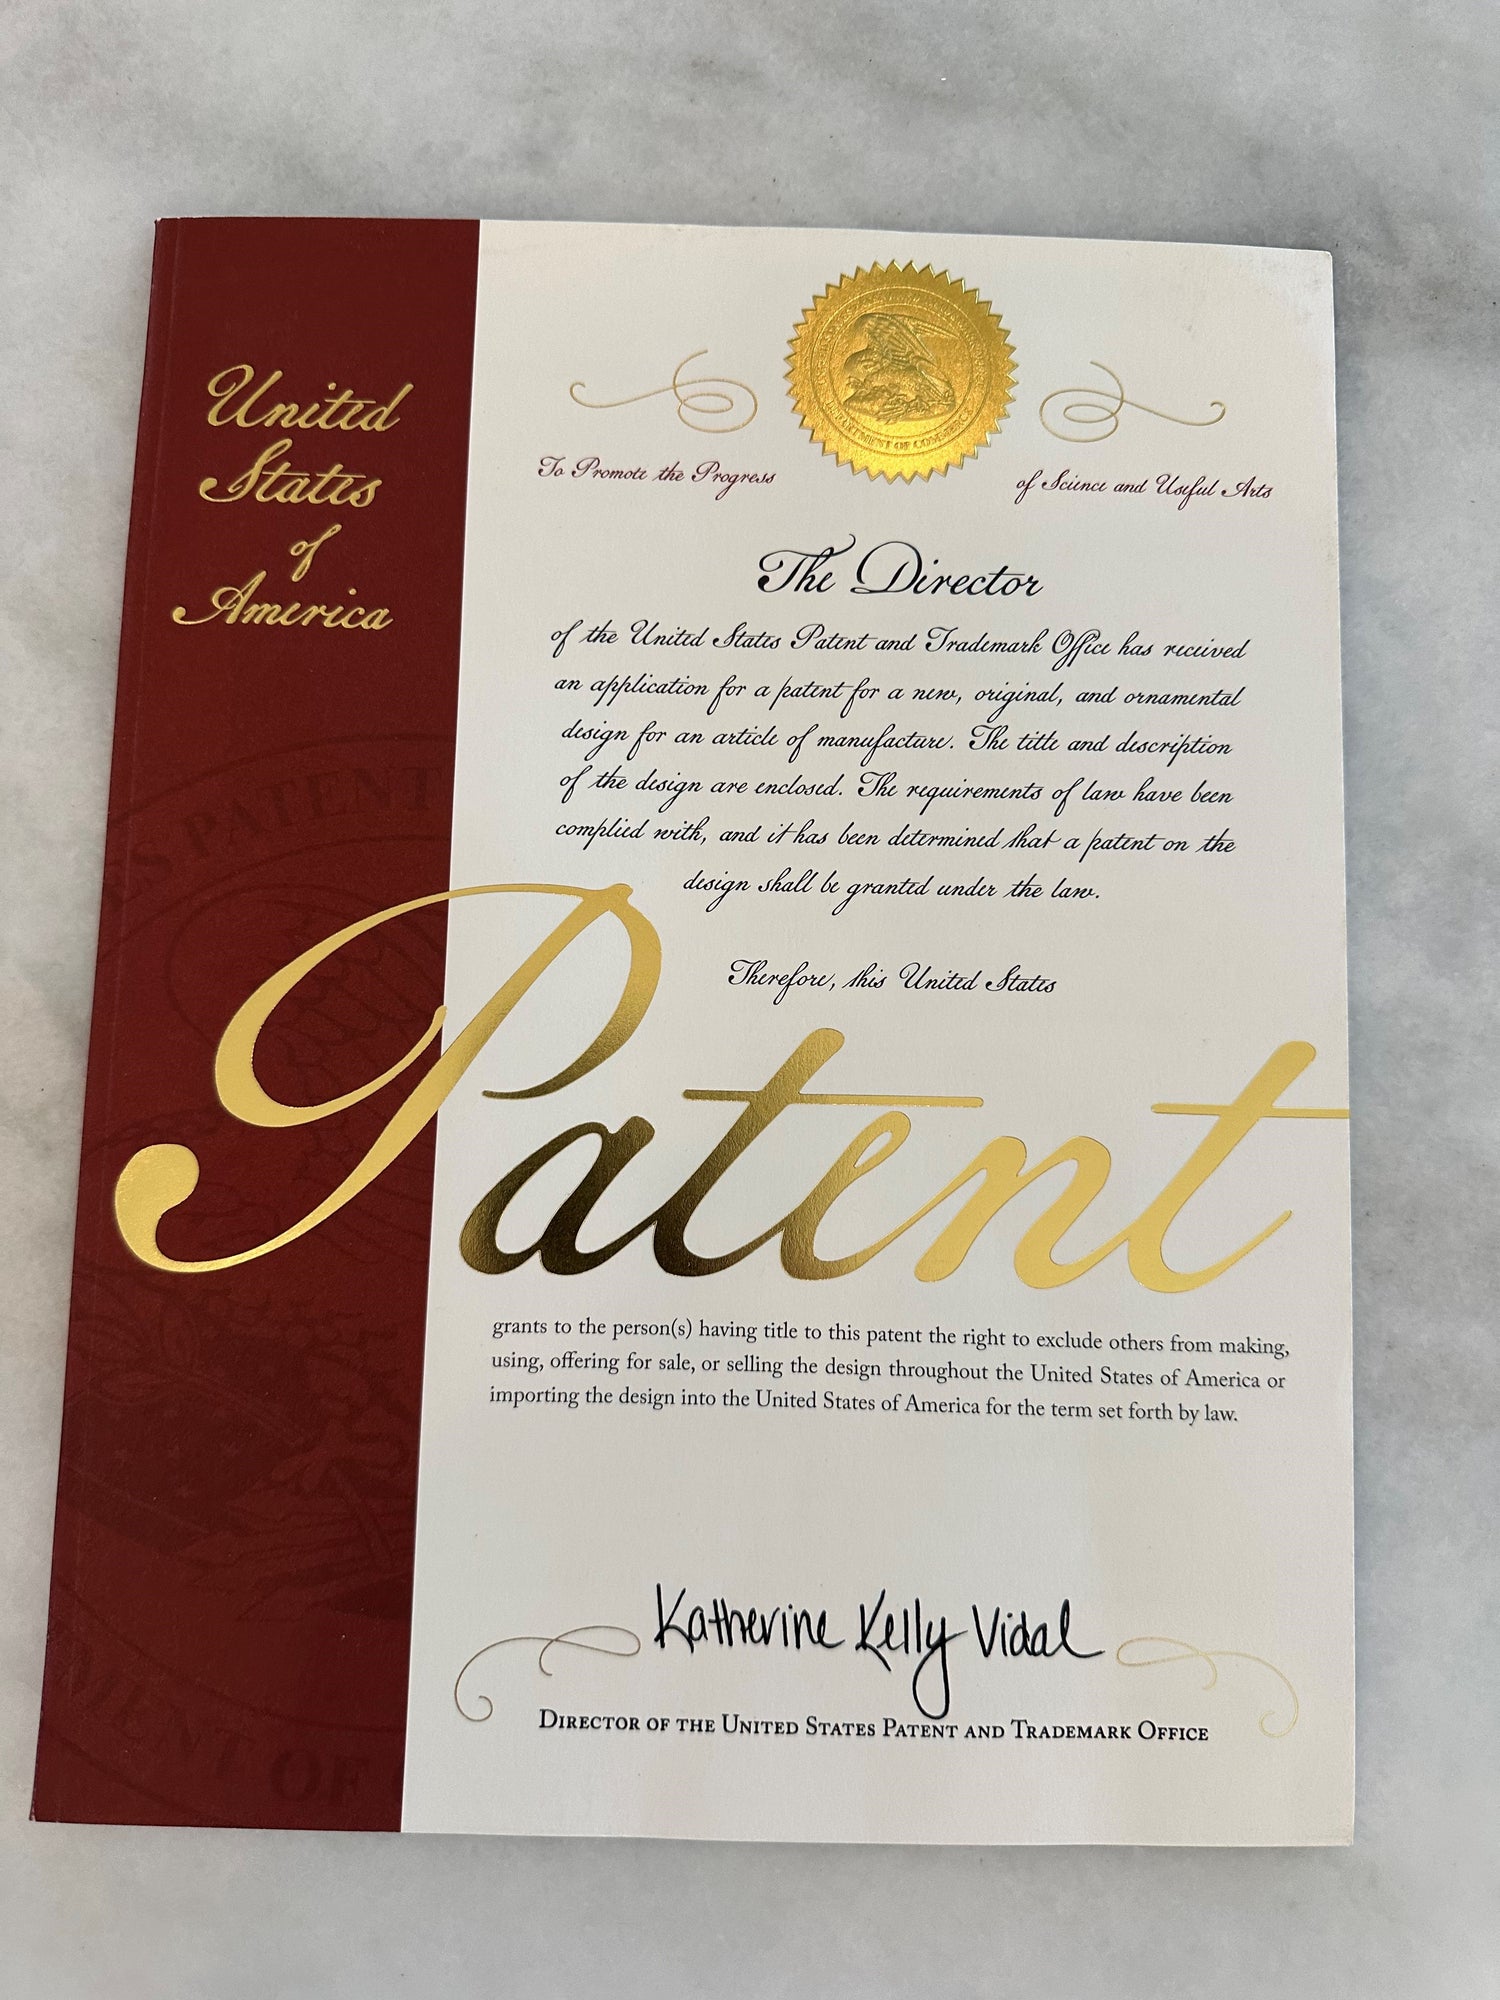 United
States
of
America
DEPARTMENT OF COMMERCE
To Promote the Progress
of Science and Useful Arts
The Director
of the United States Patent and Trademark Office has received
an application for a patent for a new, original, and ornamental
design for an article of manufacture. The title and description
of the design are enclosed. The requirements of law have been
complied with, and it has been determined that a patent on the
design shall be granted under the law.
Therefore, this United States
Patent
grants to the person(s) having title to this patent the right to exclude others from making,
using, offering for sale, or selling the design throughout the United States of America or
importing the design into the United States of America for the term set forth by law.
Katherine Kelly Vidal
DIRECTOR OF THE UNITED STATES PATENT AND TRADEMARK OFFICE
PATENT
OF